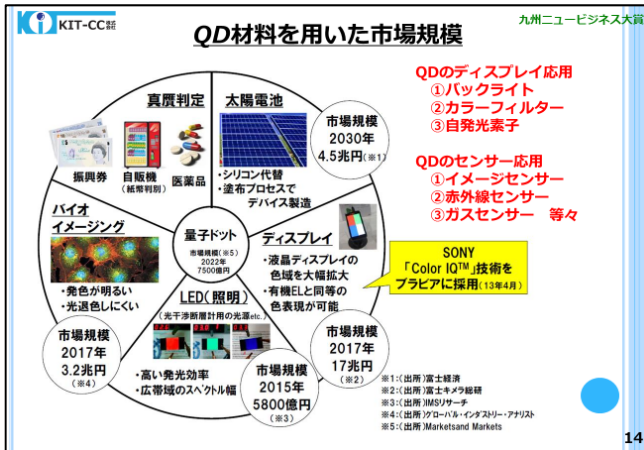 KIT-CC 株式会社
QD材料を用いた市場規模
九州ニュービジネス大賞
QDのディスプレイ応用
①バックライト
②カラーフィルター
③自発光素子
QDのセンサー応用
①イメージセンサー
②赤外線センサー
③ガスセンサー 等々
真贋判定
振興券
自販機
(紙幣判別)
医薬品
太陽電池
・シリコン代替
・塗布プロセスで
デバイス製造
市場規模
2030年
4.5兆円(※1)
バイオ
イメージング
・発色が明るい
・光退色しにくい
市場規模
2017年
3.2兆円
(※4)
量子ドット
市場規模(※5)
2022年
7500億円
ディスプレイ
・液晶ディスプレイの
色域を大幅拡大
・有機ELと同等の
色表現が可能
SONY
「Color IQ™」技術を
ブラビアに採用(13年4月)
市場規模
2017年
17兆円
(※2)
LED(照明)
(光干渉断層計用の光源etc.)
・高い発光効率
・広帯域のスペクトル幅
市場規模
2015年
5800億円
(※3)
※1:(出所)富士経済
※2:(出所)富士キメラ総研
※3:(出所)IMSリサーチ
※4:(出所)グローバル・インダストリー・アナリスト
※5:(出所)Marketsand Markets
14